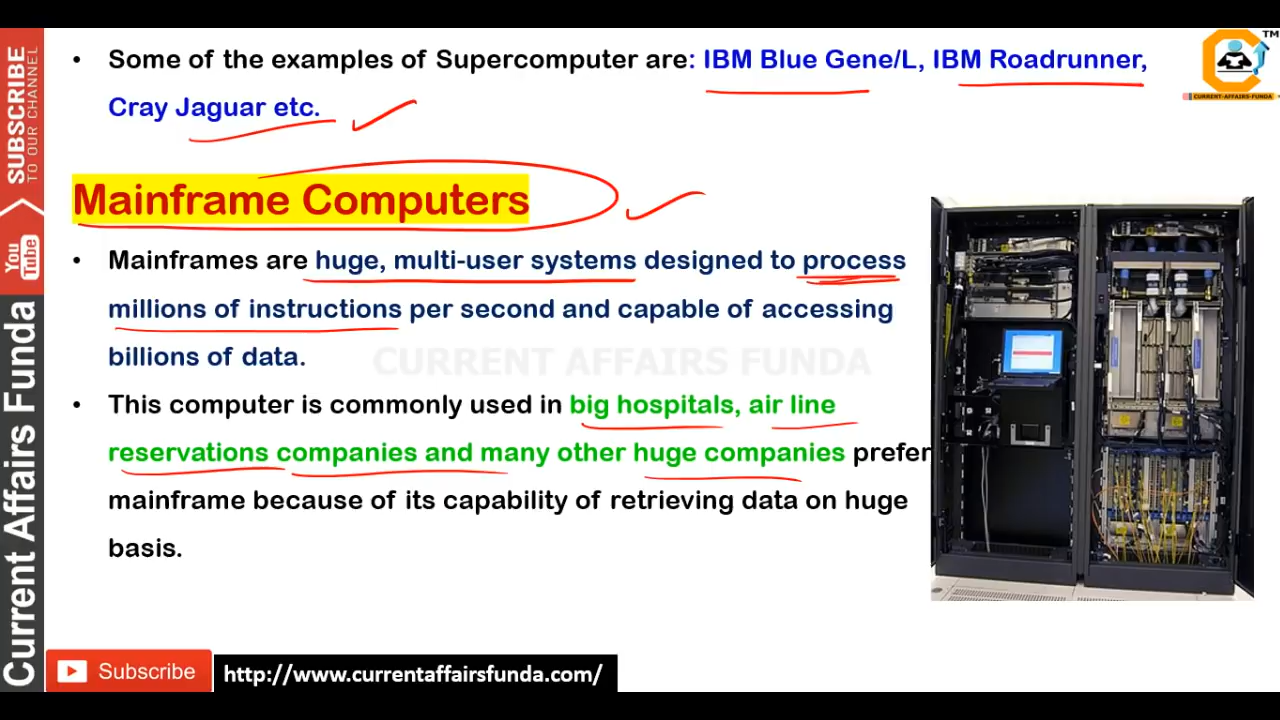 • Some of the examples of Supercomputer are: IBM Blue Gene/L, IBM Roadrunner,
Cray Jaguar etc.
TM
CURRENT-AFFAIRS-FUNDA
Mainframe Computers
• Mainframes are huge, multi-user systems designed to process
millions of instructions per second and capable of accessing
billions of data.
CURRENT AFFAIRS FUNDA
• This computer is commonly used in big hospitals, air line
reservations companies and many other huge companies prefer
mainframe because of its capability of retrieving data on huge
basis.
SUBSCRIBE
TO OUR CHANNEL
You
Tube
Current Affairs Funda
Subscribe
http://www.currentaffairsfunda.com/